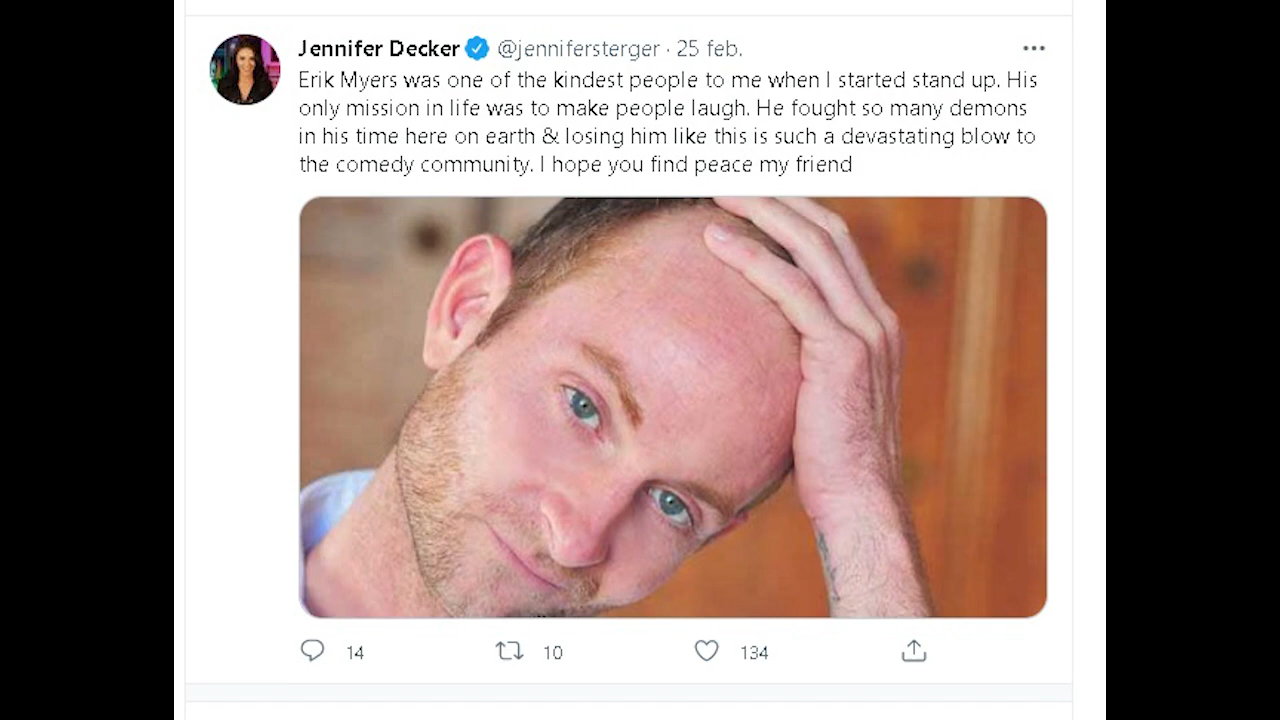 Jennifer Decker @jennifersterger · 25 feb.
Erik Myers was one of the kindest people to me when I started stand up. His
only mission in life was to make people laugh. He fought so many demons
in his time here on earth & losing him like this is such a devastating blow to
the comedy community. I hope you find peace my friend
14 10 134